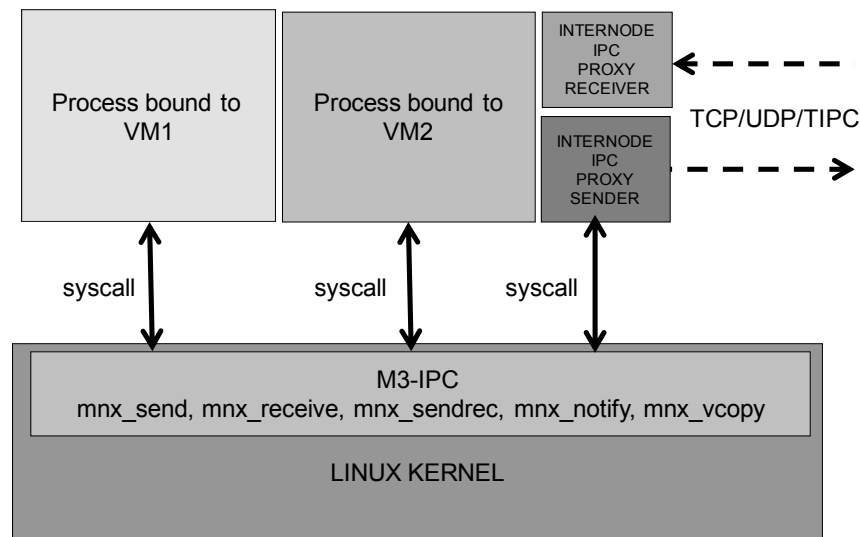 Process bound to
VM1
Process bound to
VM2
INTERNODE
IPC
PROXY
RECEIVER
TCP/UDP/TIPC
INTERNODE
IPC
PROXY
SENDER
syscall
syscall
syscall
M3-IPC
mnx_send, mnx_receive, mnx_sendrec, mnx_notify, mnx_vcopy
LINUX KERNEL